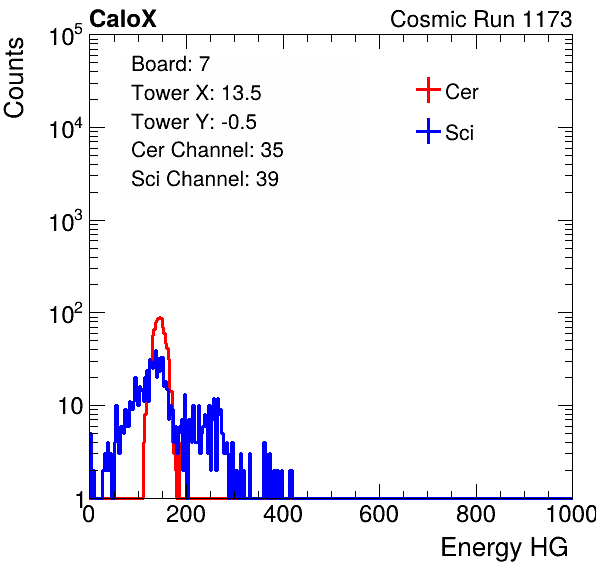 CaloX Cosmic Run 1173
Counts
Board: 7
Tower X: 13.5
Tower Y: -0.5
Cer Channel: 35
Sci Channel: 39
Cer
Sci
10^5
10^4
10^3
10^2
10
1
0 200 400 600 800 1000
Energy HG